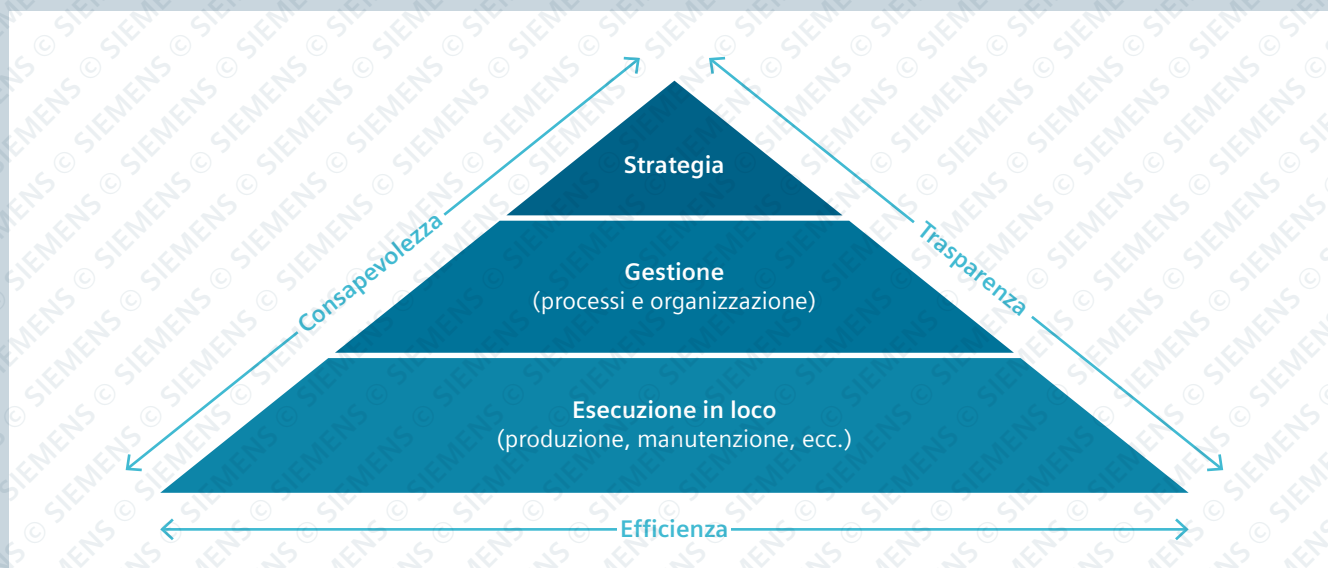 Strategia
Consapevolezza
Trasparenza
Gestione
(processi e organizzazione)
Esecuzione in loco
(produzione, manutenzione, ecc.)
Efficienza
© SIEMENS